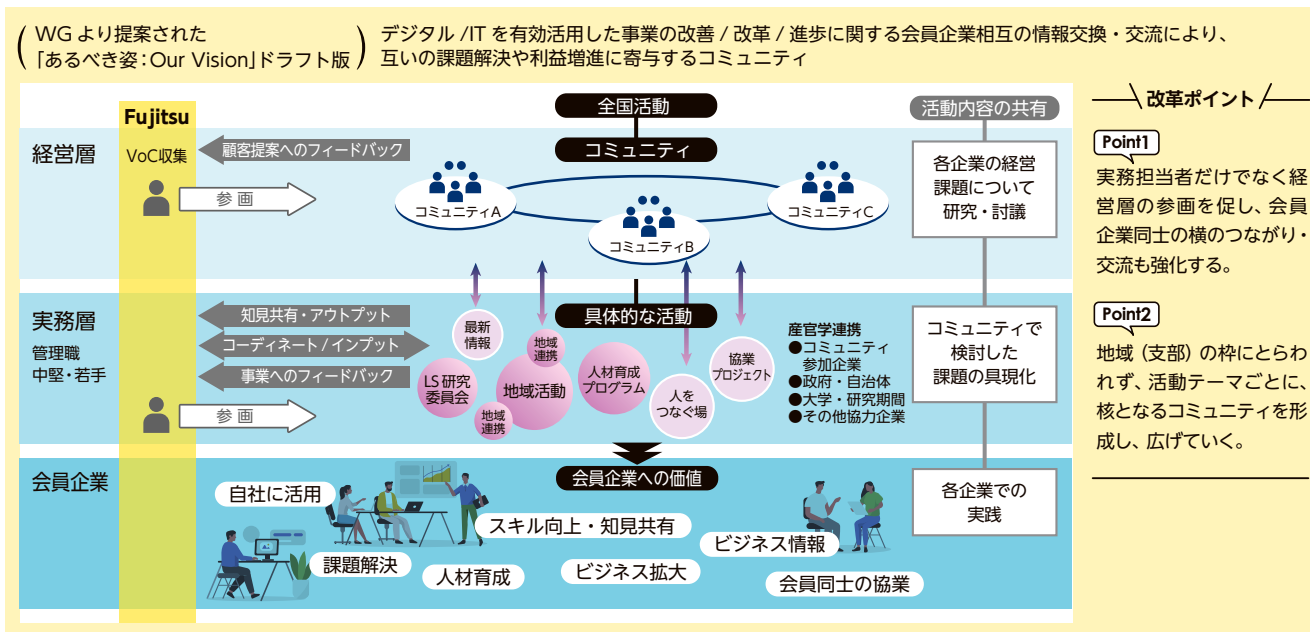 WGより提案された
「あるべき姿：Our Vision」ドラフト版
デジタル/ITを有効活用した事業の改善/改革/進歩に関する会員企業相互の情報交換・交流により、
互いの課題解決や利益増進に寄与するコミュニティ
Fujitsu
全国活動
活動内容の共有
経営層
VoC収集
顧客提案へのフィードバック
参画
コミュニティ
コミュニティA
コミュニティB
コミュニティC
各企業の経営
課題について
研究・討議
実務層
管理職
中堅・若手
知見共有・アウトプット
コーディネート/インプット
事業へのフィードバック
参画
具体的な活動
最新
情報
LS研究
委員会
地域
連携
地域活動
地域
連携
人材育成
プログラム
人を
つなぐ場
協業
プロジェクト
産官学連携
●コミュニティ
参加企業
●政府・自治体
●大学・研究期間
●その他協力企業
コミュニティで
検討した
課題の具現化
会員企業
会員企業への価値
自社に活用
課題解決
スキル向上・知見共有
人材育成
ビジネス拡大
ビジネス情報
会員同士の協業
各企業での
実践
改革ポイント
Point1
実務担当者だけでなく経
営層の参画を促し、会員
企業同士の横のつながり・
交流も強化する。
Point2
地域（支部）の枠にとらわ
れず、活動テーマごとに、
核となるコミュニティを形
成し、広げていく。